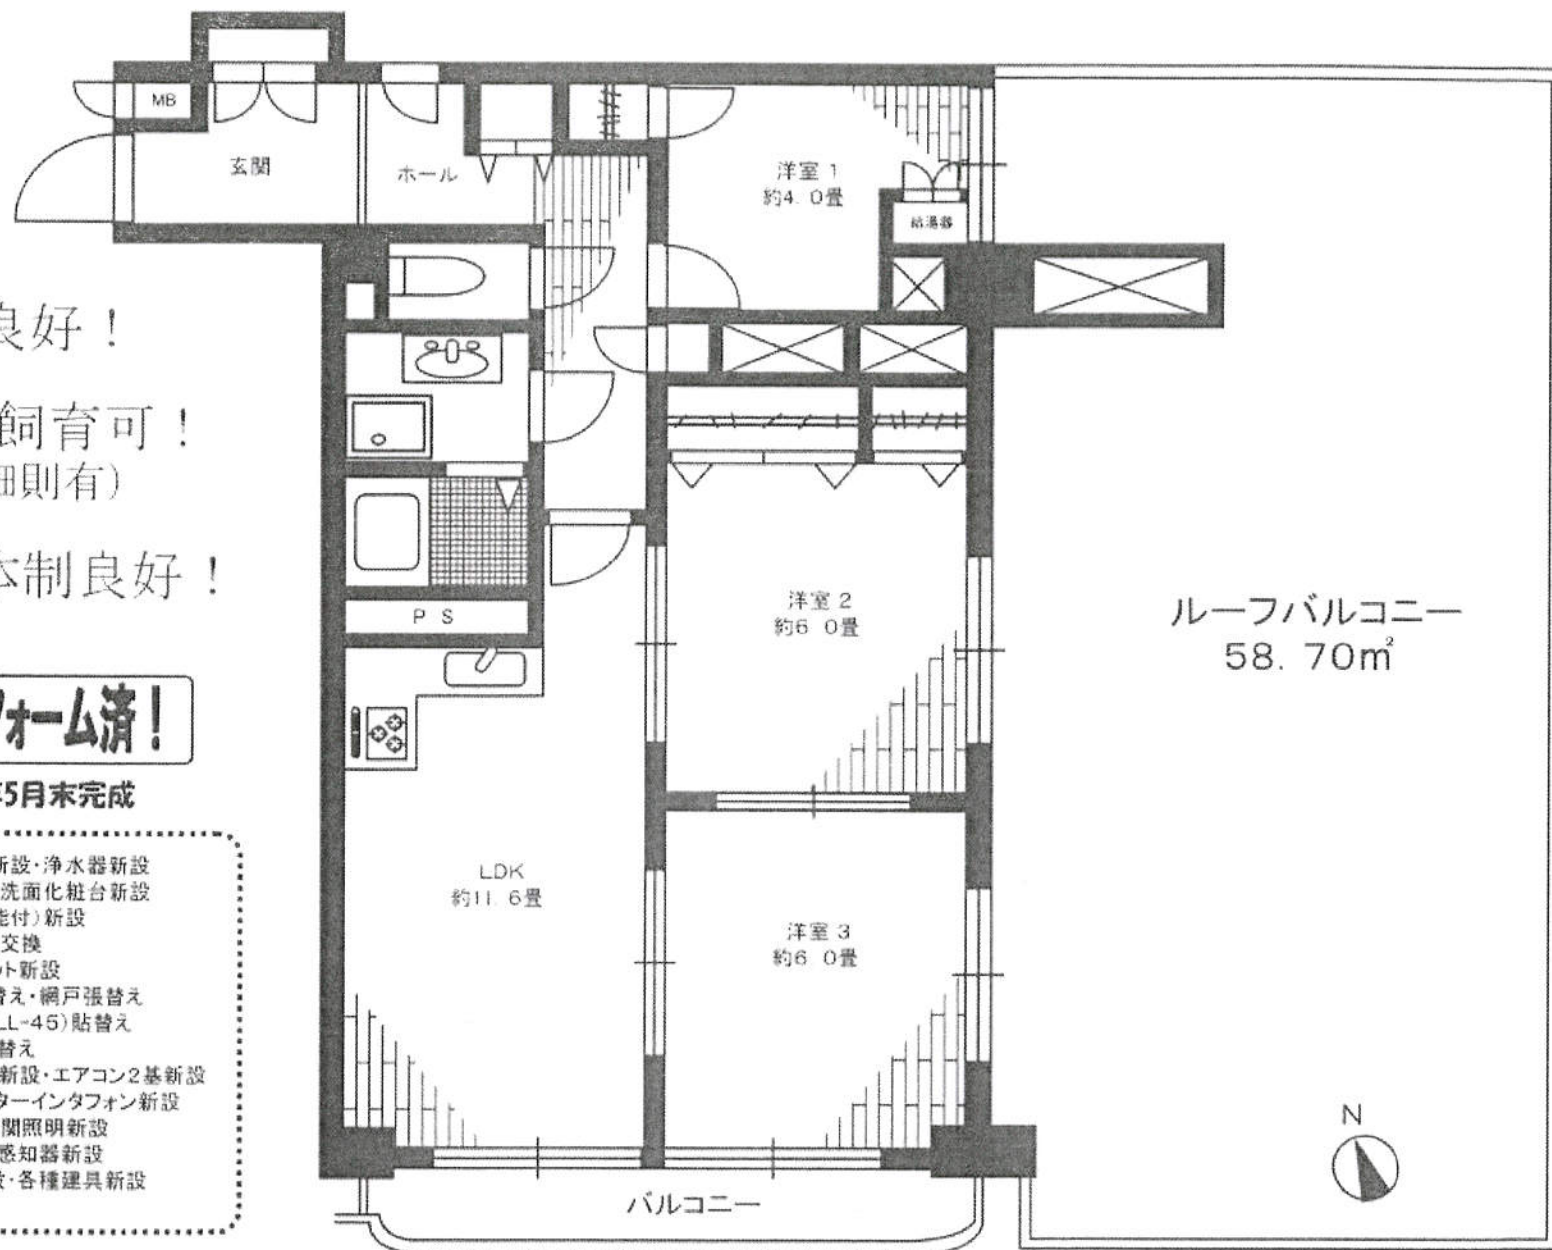 MB
玄関
ホール
洋室 1
約4.0畳
給湯器
良好！
飼育可！
細則有）
体制良好！
PS
洋室 2
約6.0畳
ルーフバルコニー
58.70㎡
フォーム済！
年5月末完成
新設・浄水器新設
洗面化粧台新設
能付）新設
交換
ット新設
替え・網戸張替え
LL-45）貼替え
替え
新設・エアコン2基新設
ターインタフォン新設
関照明新設
感知器新設
・各種建具新設
LDK
約11.6畳
洋室 3
約6.0畳
バルコニー
N